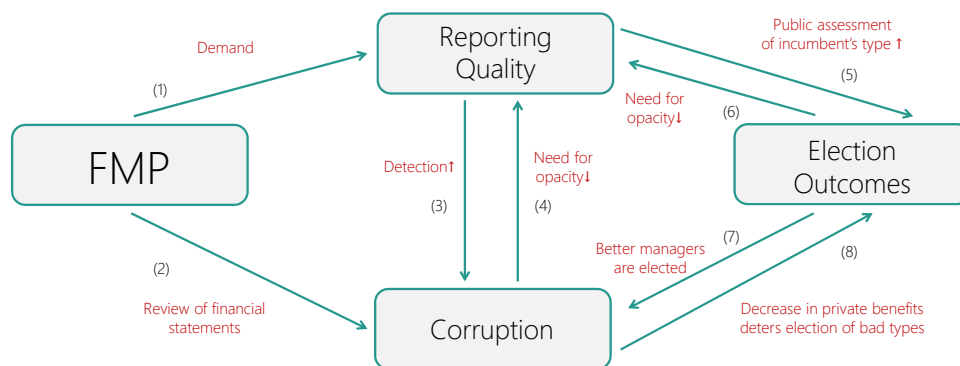 Demand
(1)
FMP
(2)
Review of financial
statements
Reporting
Quality
Detection↑
(3)
Need for
opacity↓
(4)
Corruption
Public assessment
of incumbent's type ↑
(5)
Need for
opacity↓
(6)
Election
Outcomes
Better managers
are elected
(7)
(8)
Decrease in private benefits
deters election of bad types